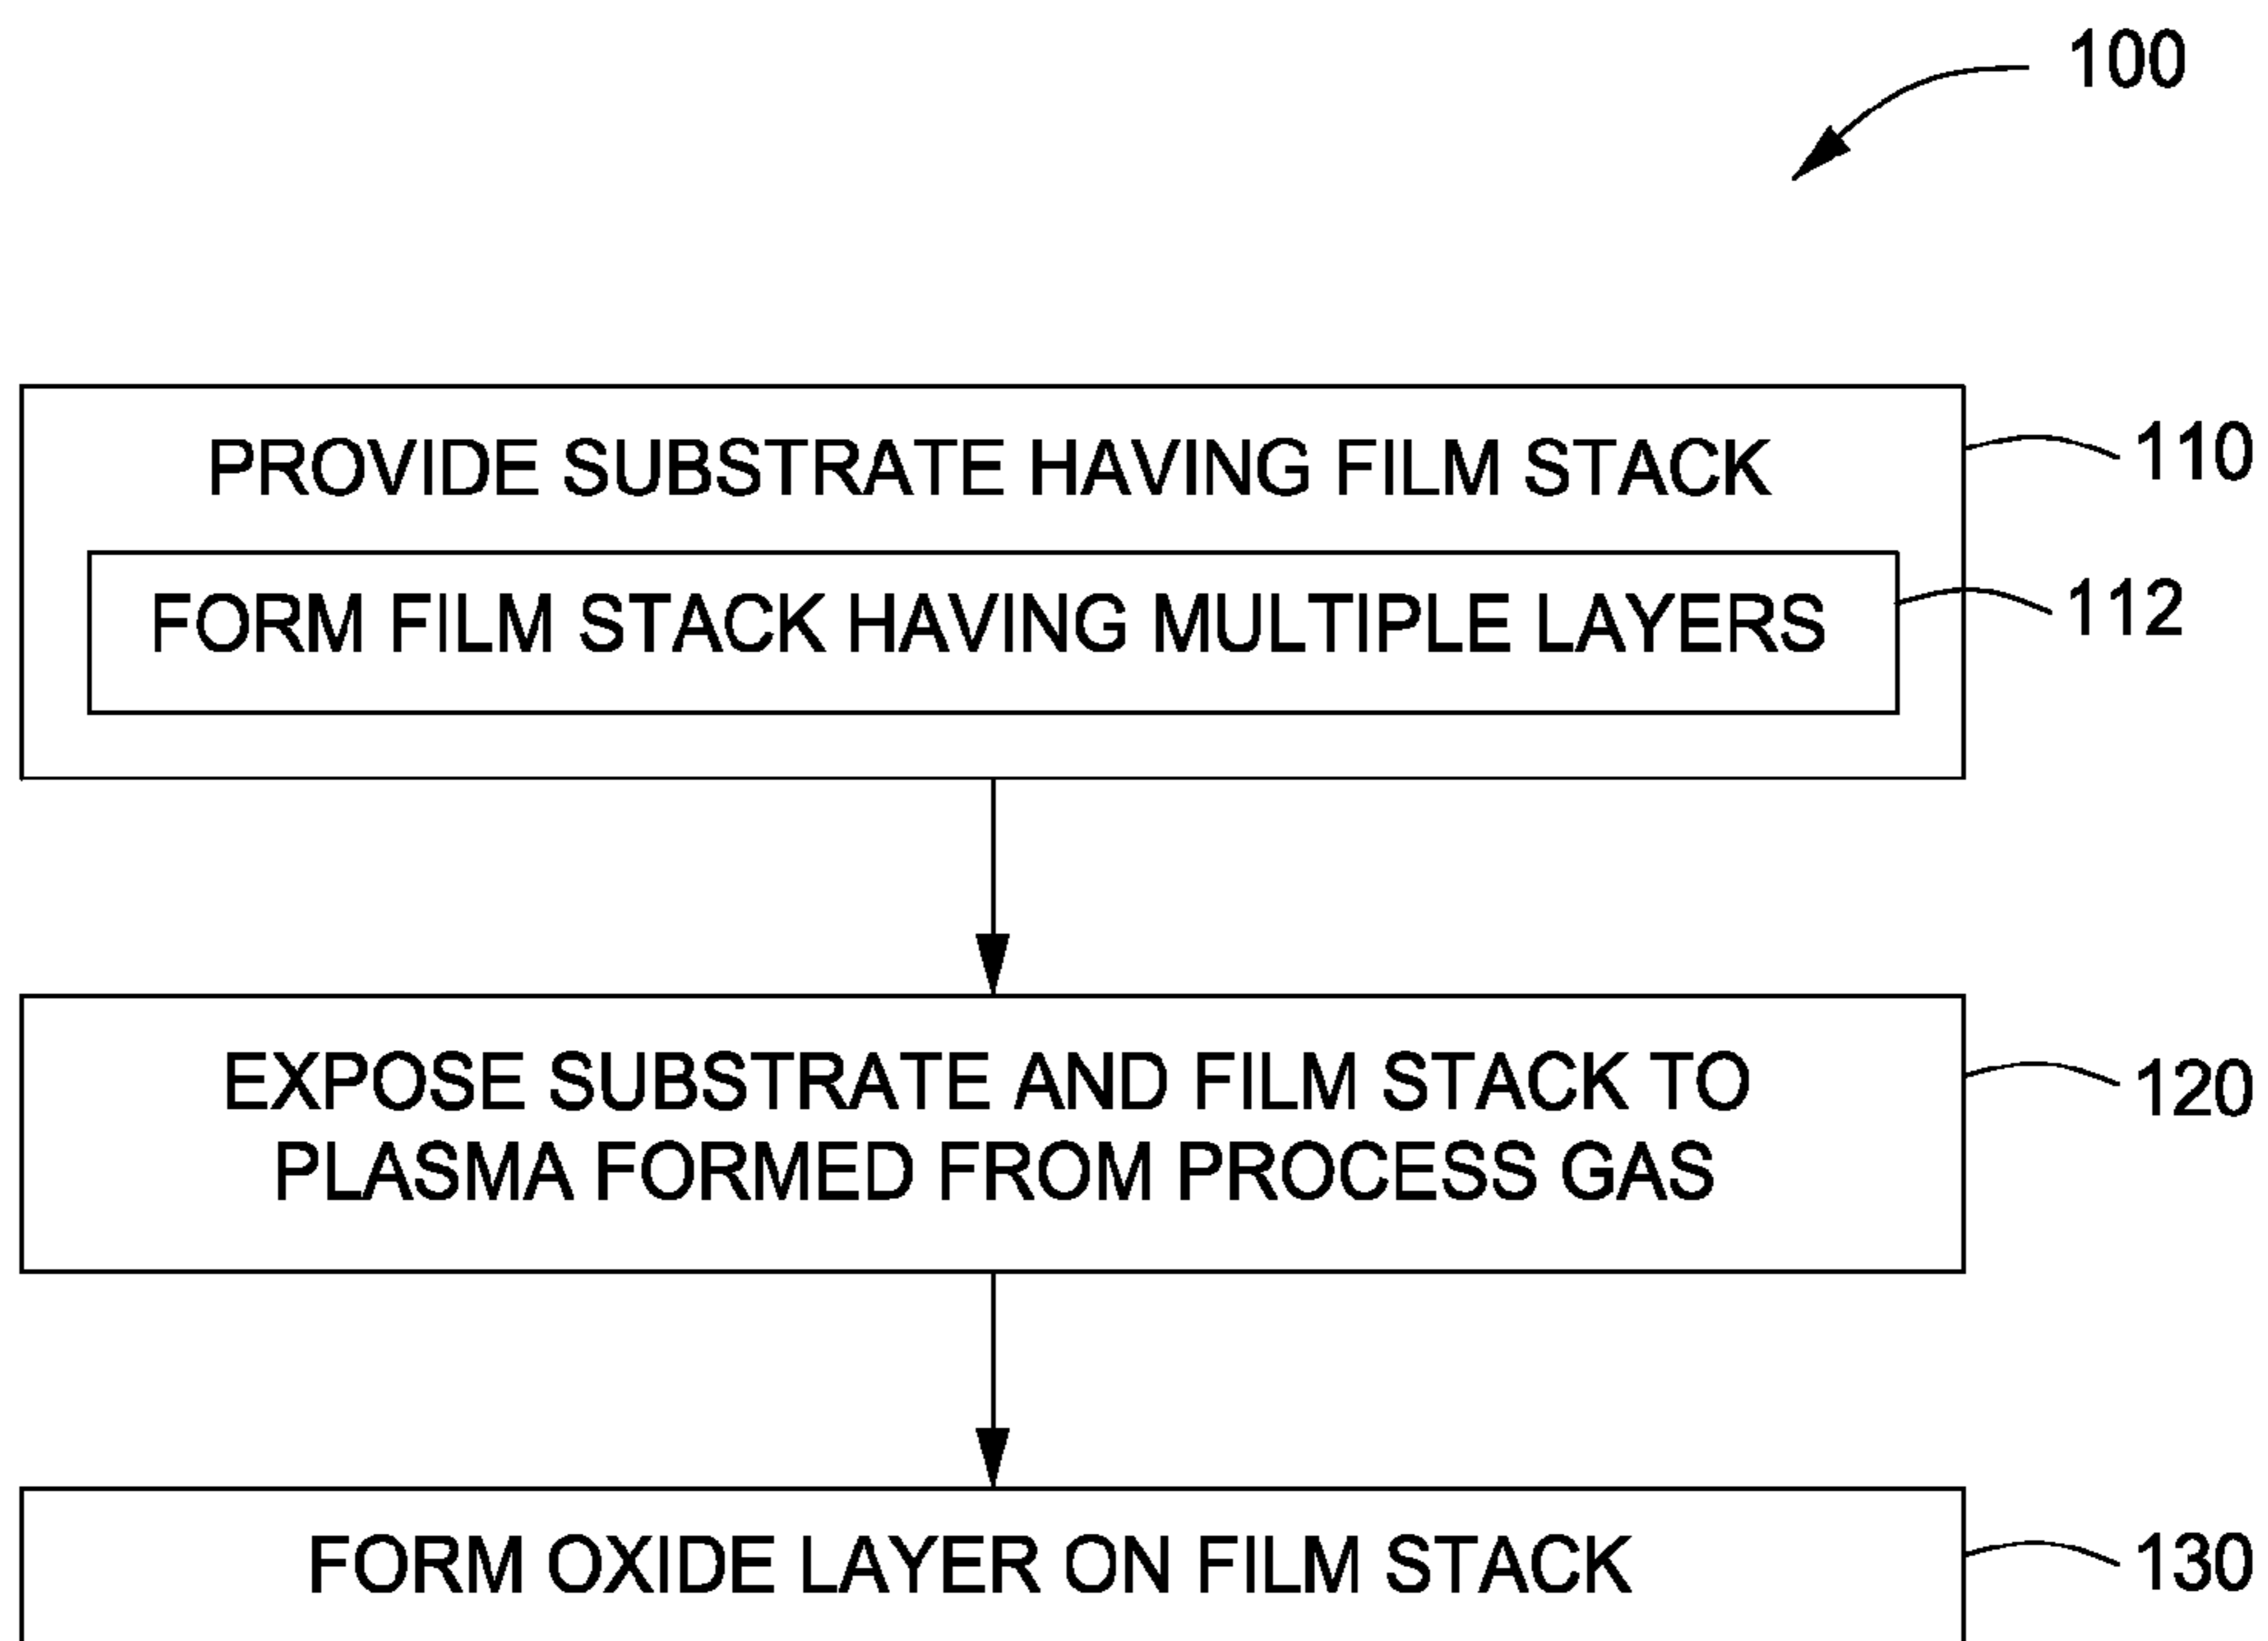 100
PROVIDE SUBSTRATE HAVING FILM STACK
110
FORM FILM STACK HAVING MULTIPLE LAYERS
112
EXPOSE SUBSTRATE AND FILM STACK TO
PLASMA FORMED FROM PROCESS GAS
120
FORM OXIDE LAYER ON FILM STACK
130